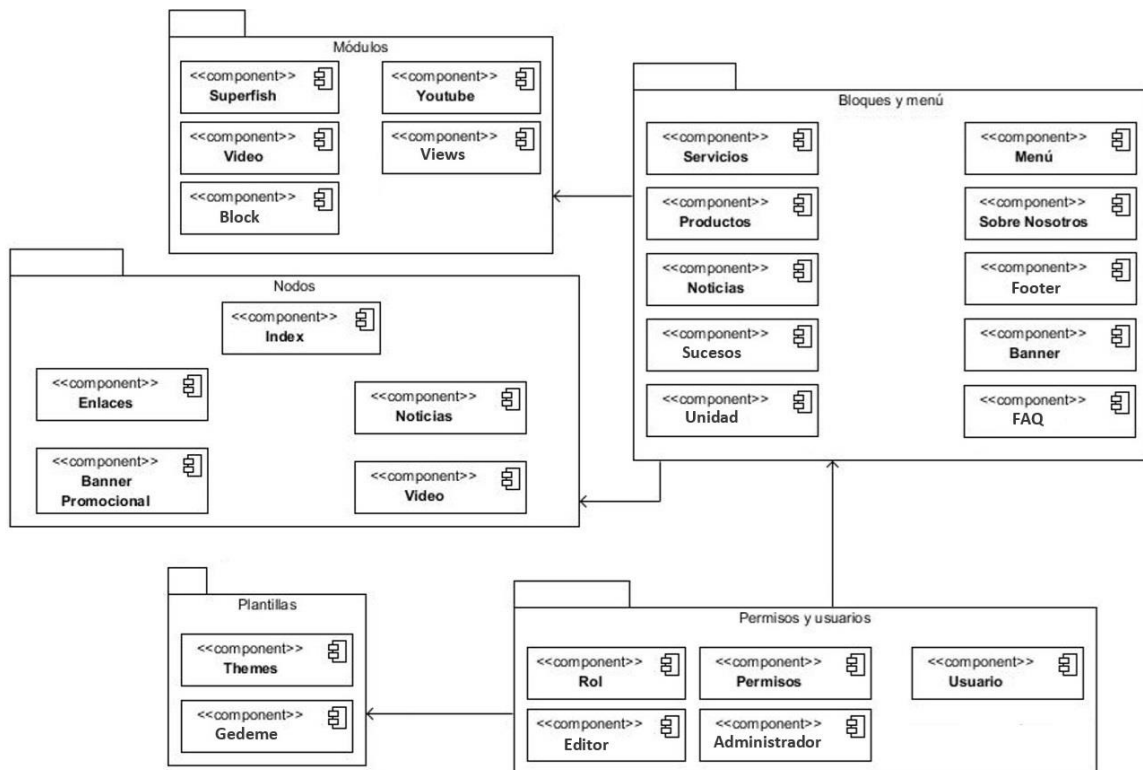 Módulos
<<component>>
Superfish
<<component>>
Youtube
<<component>>
Video
<<component>>
Views
<<component>>
Block
Bloques y menú
<<component>>
Servicios
<<component>>
Menú
<<component>>
Productos
<<component>>
Sobre Nosotros
<<component>>
Noticias
<<component>>
Footer
<<component>>
Sucesos
<<component>>
Banner
<<component>>
Unidad
<<component>>
FAQ
Nodos
<<component>>
Index
<<component>>
Enlaces
<<component>>
Noticias
<<component>>
Banner
Promocional
<<component>>
Video
Plantillas
<<component>>
Themes
<<component>>
Gedeme
Permisos y usuarios
<<component>>
Rol
<<component>>
Permisos
<<component>>
Usuario
<<component>>
Editor
<<component>>
Administrador